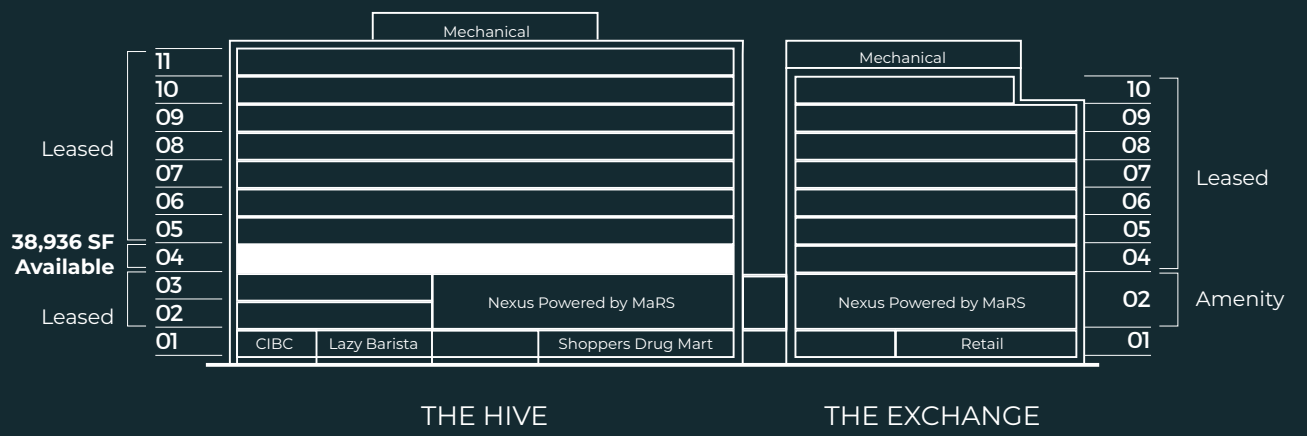 Mechanical
11
10
09
08
07
06
05
04
03
02
01
Leased
38,936 SF
Available
Leased
Nexus Powered by MaRS
CIBC
Lazy Barista
Shoppers Drug Mart
THE HIVE
Mechanical
10
09
08
07
06
05
04
02
01
Leased
Amenity
Nexus Powered by MaRS
Retail
THE EXCHANGE